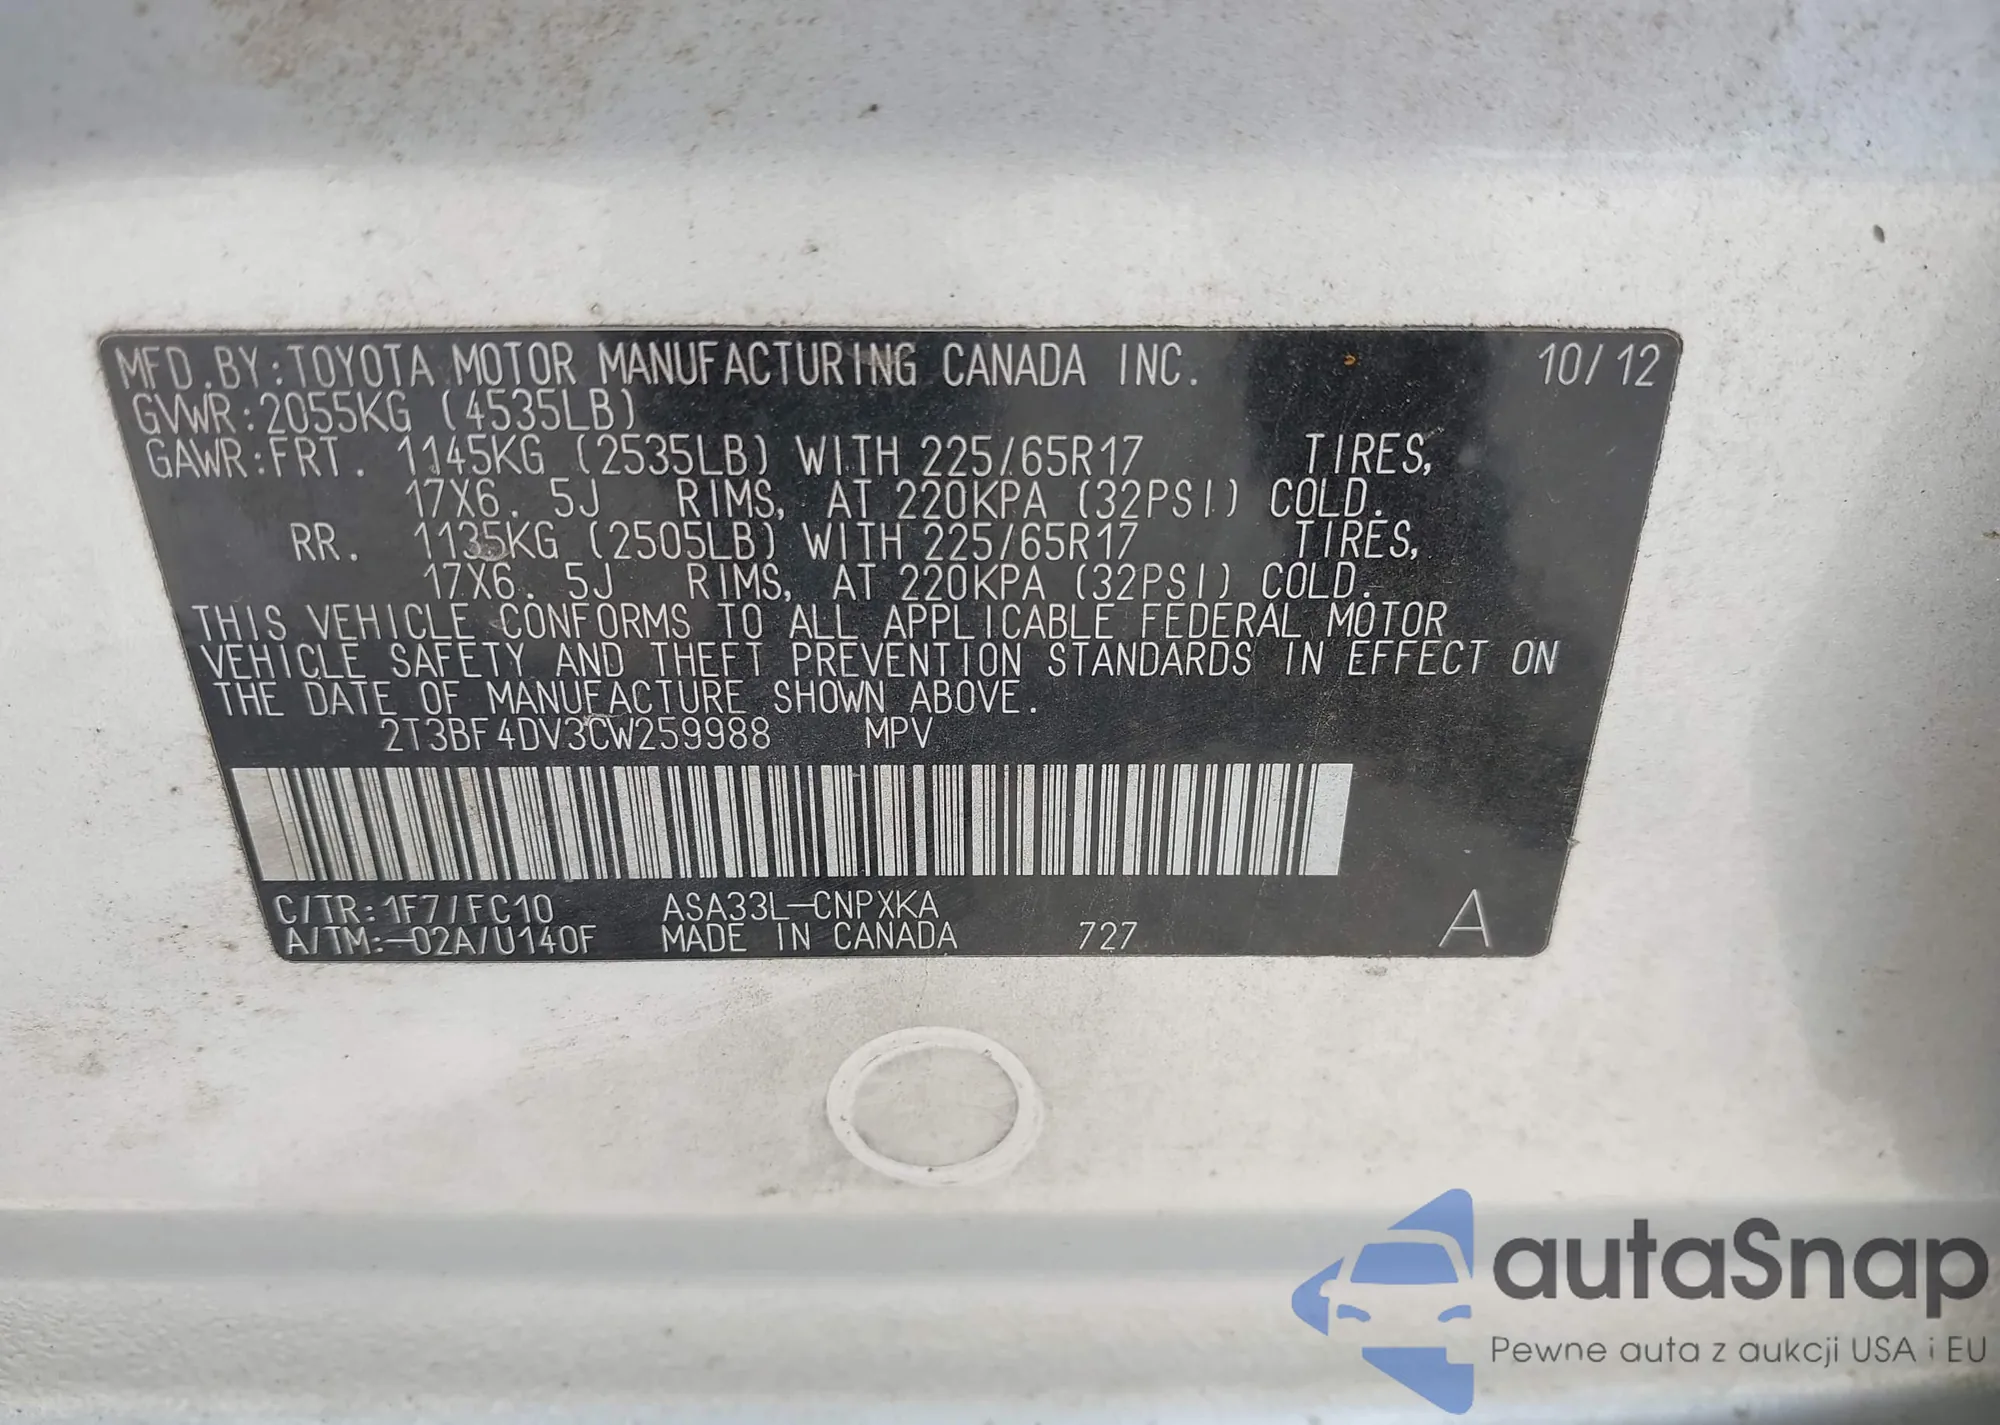 MFD.BY:TOYOTA MOTOR MANUFACTURING CANADA INC. 10/12
GVWR:2055KG (4535LB)
GAWR:FRT. 1145KG (2535LB) WITH 225/65R17 TIRES,
17X6.5J RIMS, AT 220KPA (32PSI) COLD.
RR. 1135KG (2505LB) WITH 225/65R17 TIRES,
17X6.5J RIMS, AT 220KPA (32PSI) COLD.
THIS VEHICLE CONFORMS TO ALL APPLICABLE FEDERAL MOTOR
VEHICLE SAFETY AND THEFT PREVENTION STANDARDS IN EFFECT ON
THE DATE OF MANUFACTURE SHOWN ABOVE.
2T3BF4DV3CW259988 MPV
C/TR:1F7/FC10 ASA33L-CNPXKA
A/TM:-02A/U140F MADE IN CANADA 727 A
autaSnap
Pewne auta z aukcji USA i EU